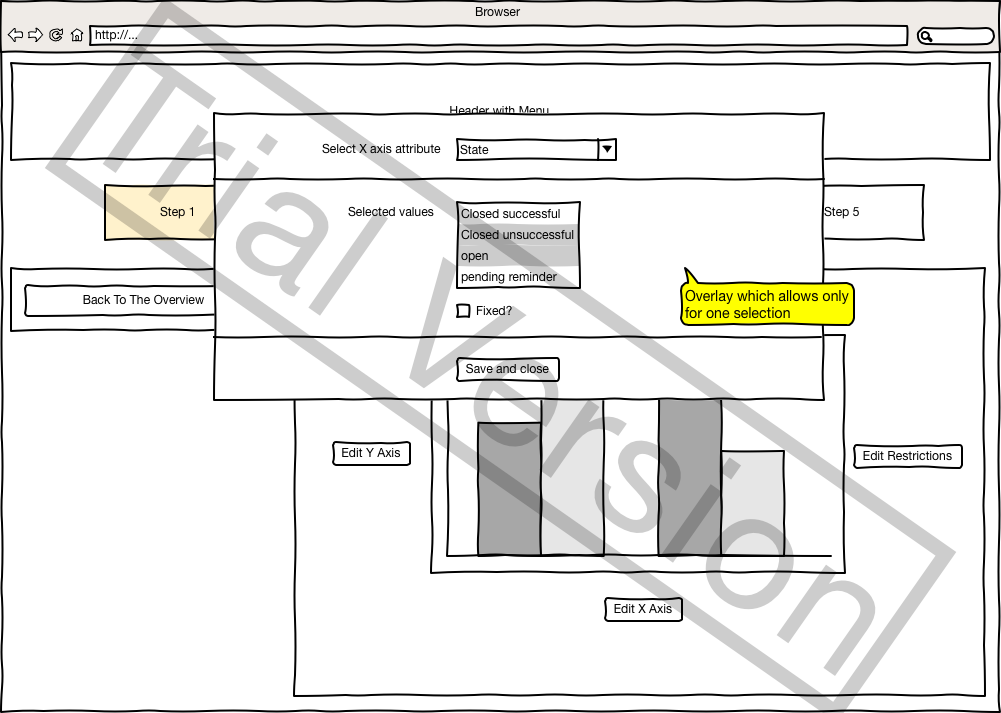 Browser
http://...
Header with Menu
Select X axis attribute
State
Step 1
Selected values
Closed successful
Closed unsuccessful
open
pending reminder
Step 5
Fixed?
Overlay which allows only
for one selection
Back To The Overview
Save and close
Edit Y Axis
Edit Restrictions
Edit X Axis
Trial Version